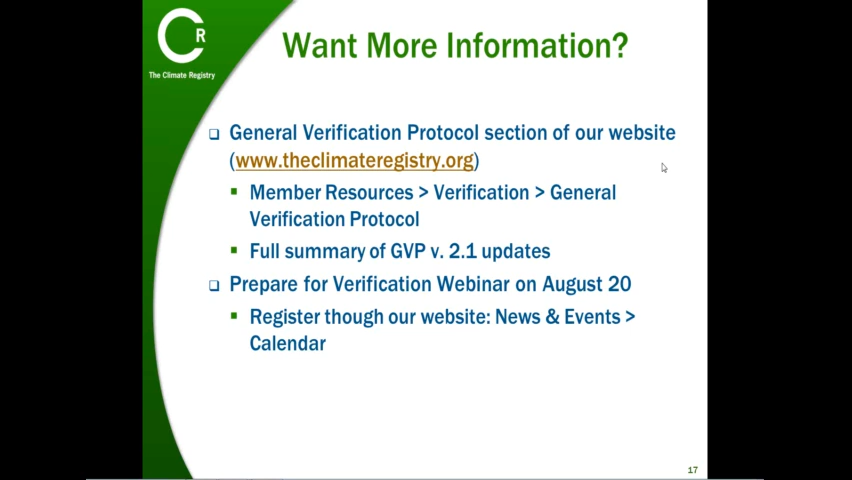 R
The Climate Registry
Want More Information?
General Verification Protocol section of our website
(www.theclimateregistry.org)
Member Resources > Verification > General
Verification Protocol
Full summary of GVP v. 2.1 updates
Prepare for Verification Webinar on August 20
Register though our website: News & Events >
Calendar
17